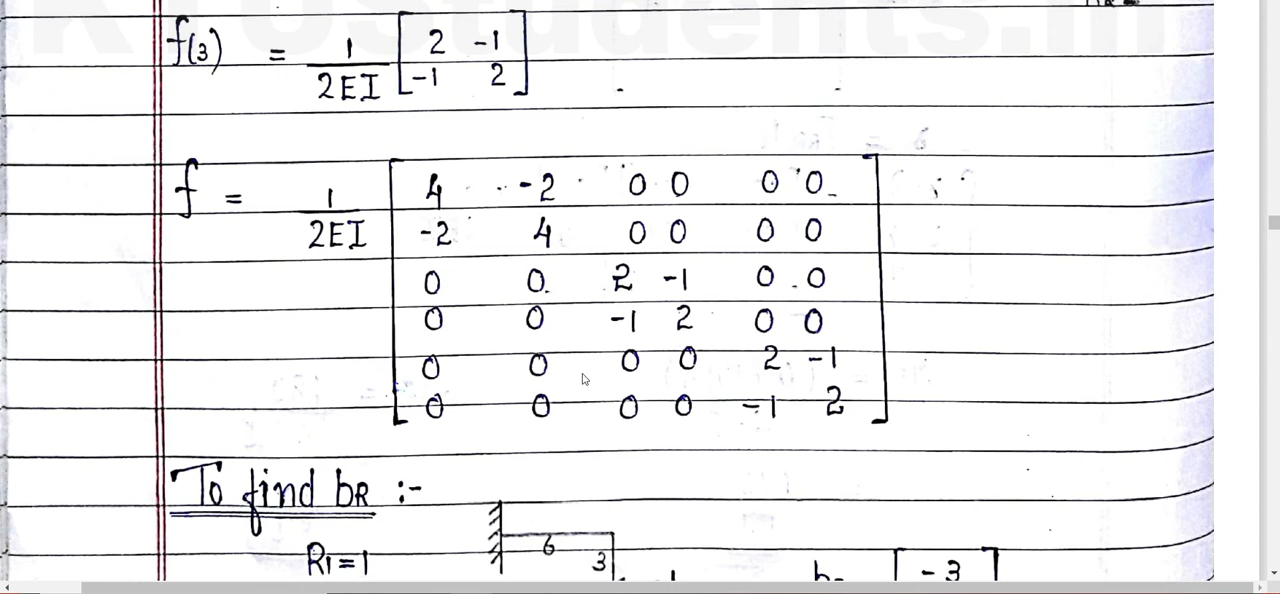 KTUStudents.in
f(3) = 1/2EI [2 -1
-1 2]
f = 1/2EI [4 -2 0 0 0 0
-2 4 0 0 0 0
0 0 2 -1 0 0
0 0 -1 2 0 0
0 0 0 0 2 -1
0 0 0 0 -1 2]
To find bR :-
R1=1
6
3
-3